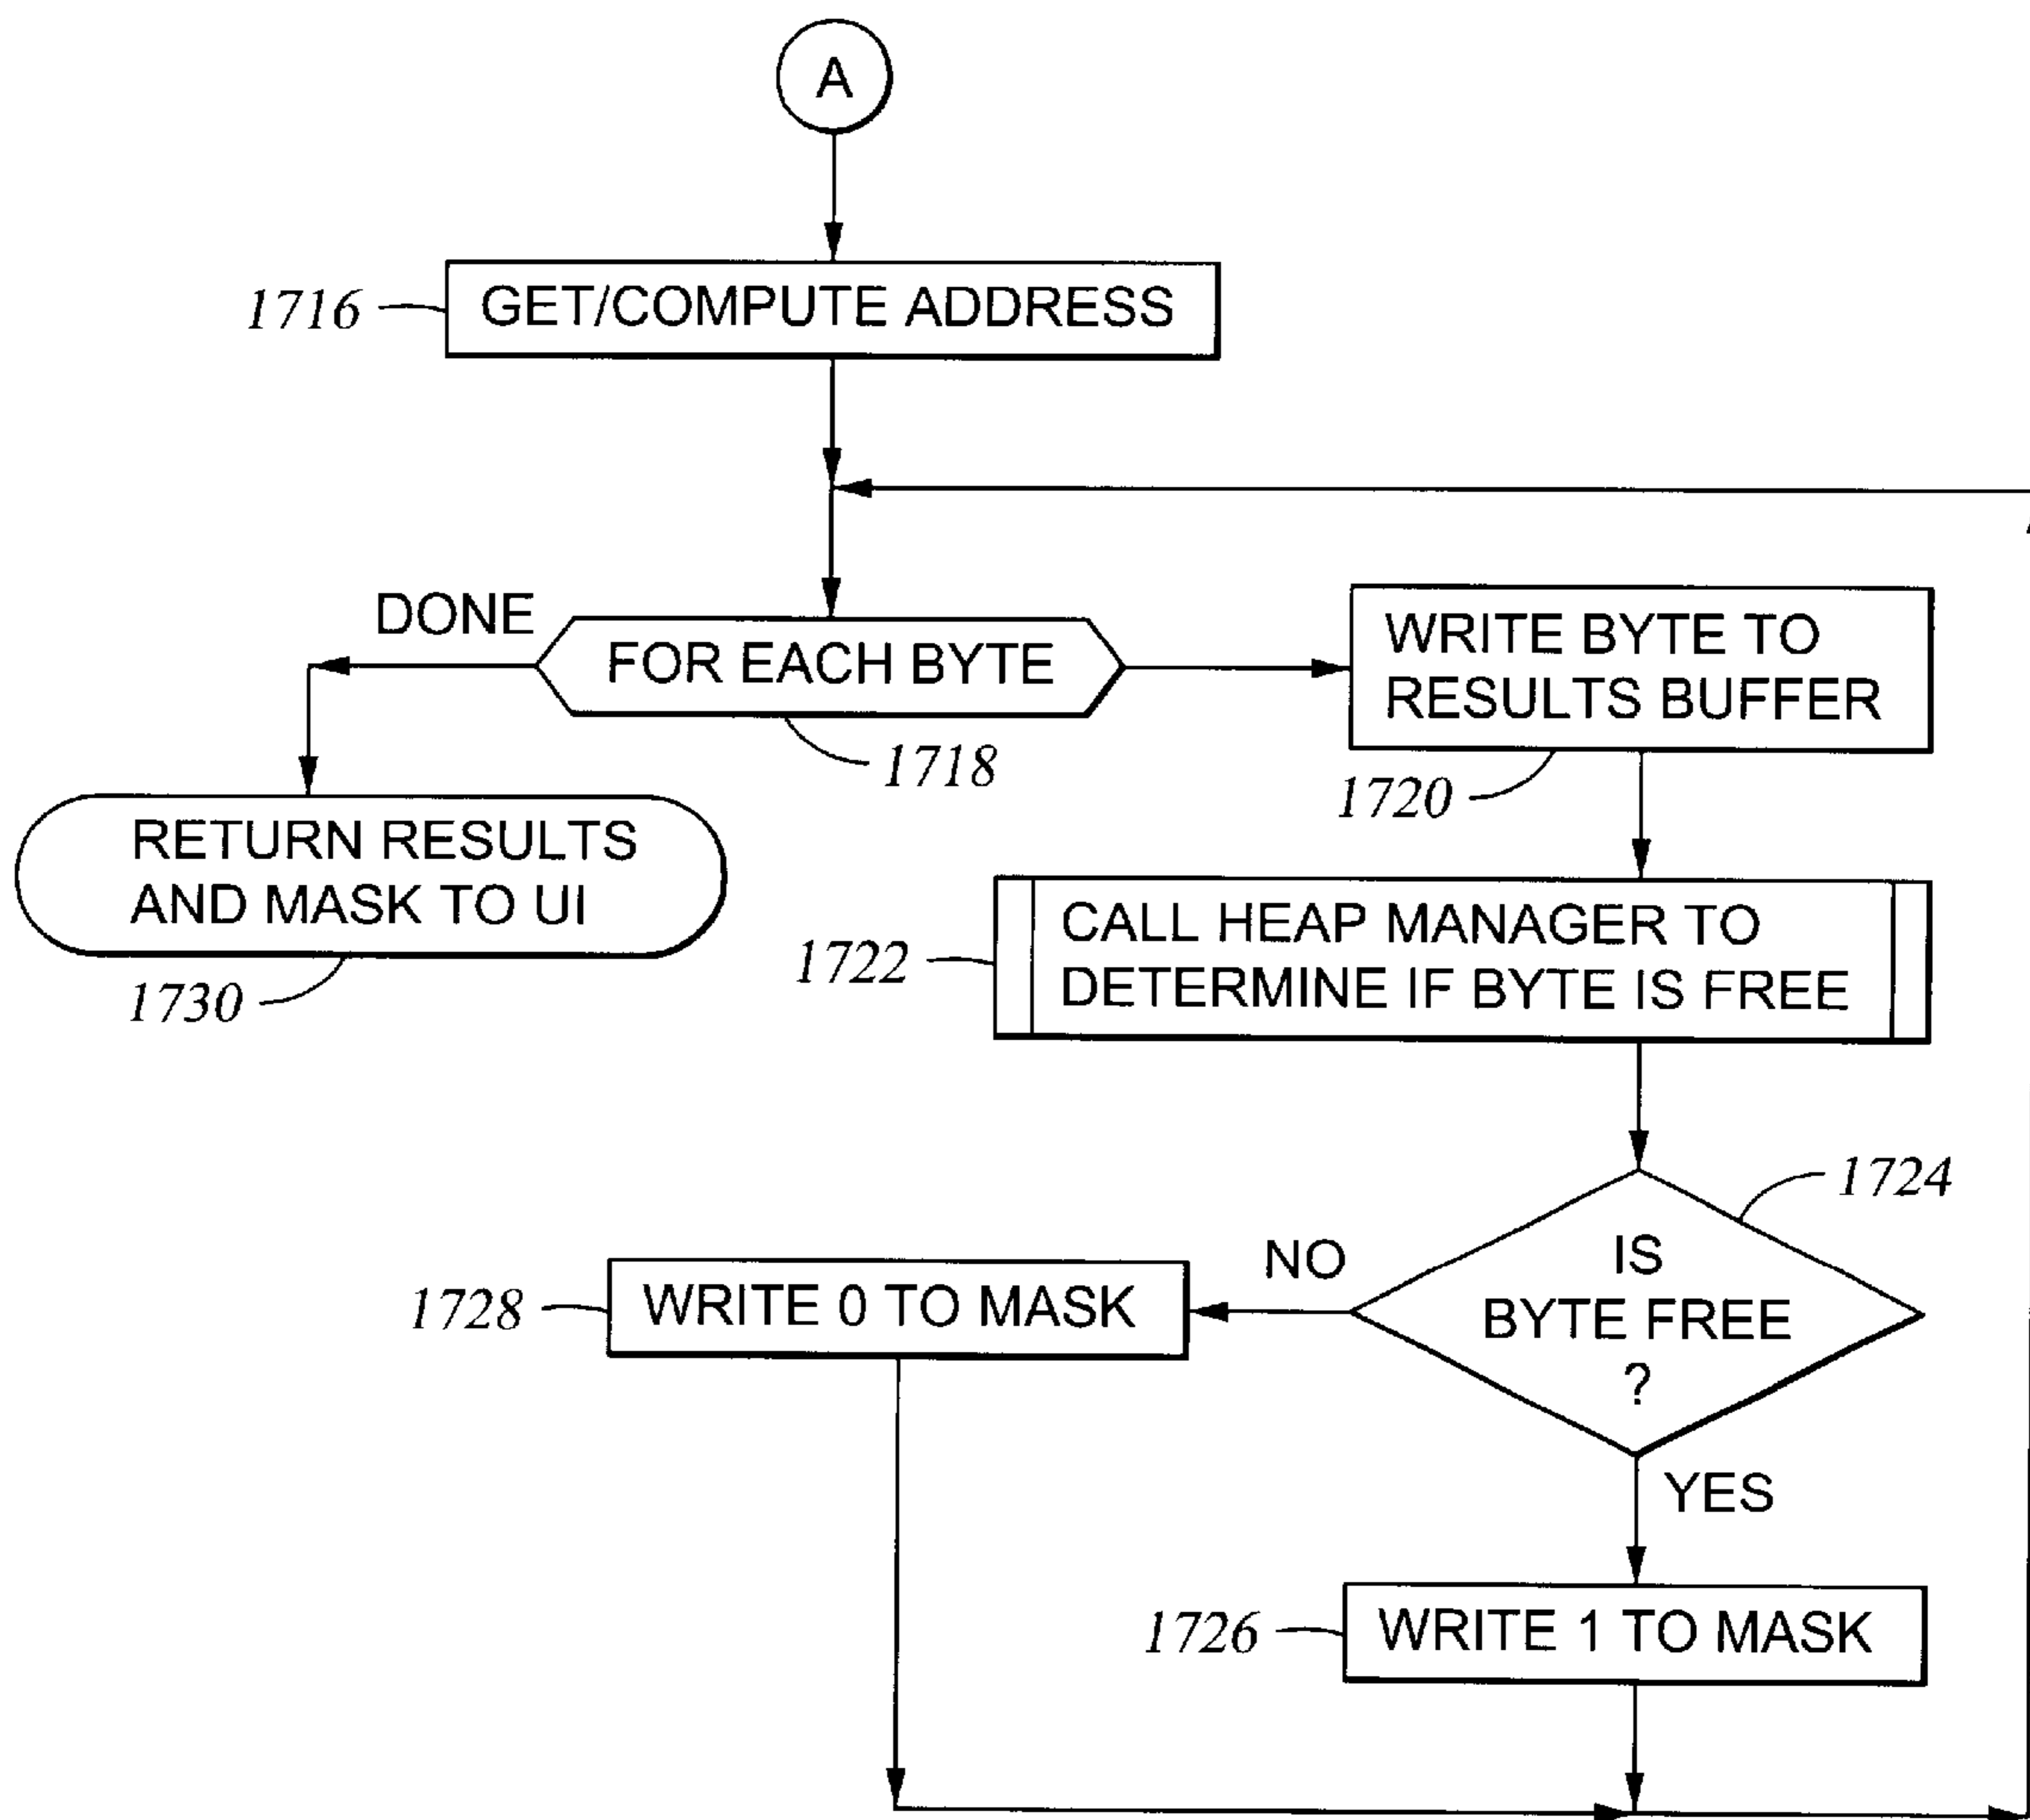 A
1716
GET/COMPUTE ADDRESS
DONE
FOR EACH BYTE
1718
WRITE BYTE TO
RESULTS BUFFER
1720
RETURN RESULTS
AND MASK TO UI
1730
CALL HEAP MANAGER TO
DETERMINE IF BYTE IS FREE
1722
1724
IS
BYTE FREE
?
NO
1728
WRITE 0 TO MASK
YES
1726
WRITE 1 TO MASK